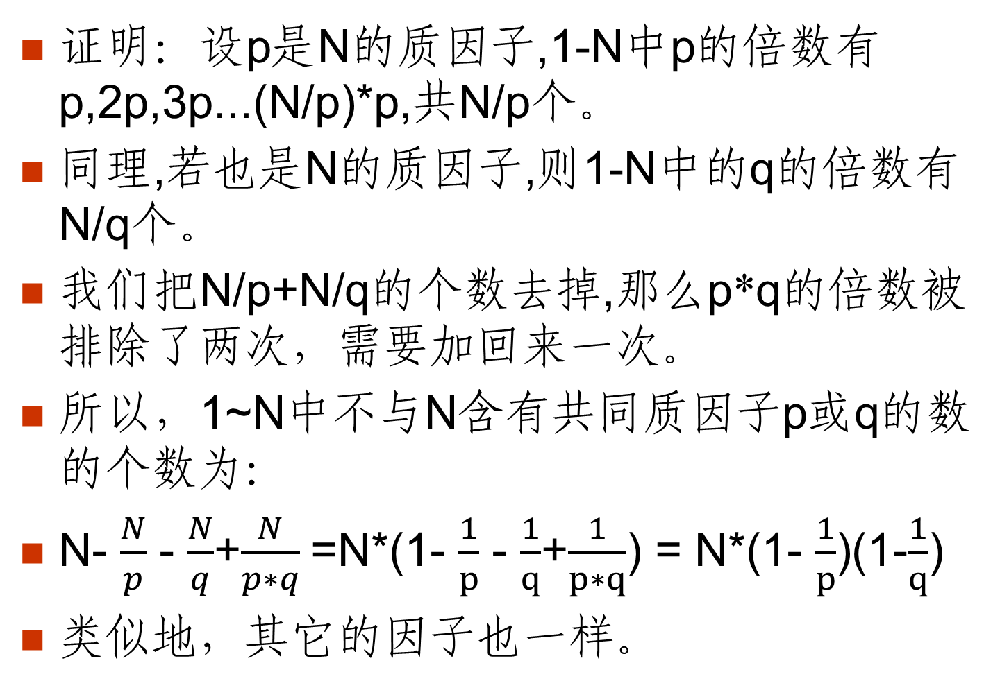 证明：设p是N的质因子,1-N中p的倍数有
p,2p,3p...(N/p)*p,共N/p个。
同理,若也是N的质因子,则1-N中的q的倍数有
N/q个。
我们把N/p+N/q的个数去掉,那么p*q的倍数被
排除了两次，需要加回来一次。
所以，1~N中不与N含有共同质因子p或q的数
的个数为:
N- \frac{N}{p} - \frac{N}{q}+\frac{N}{p*q} =N*(1- \frac{1}{p} - \frac{1}{q}+\frac{1}{p*q}) = N*(1- \frac{1}{p})(1-\frac{1}{q})
类似地，其它的因子也一样。